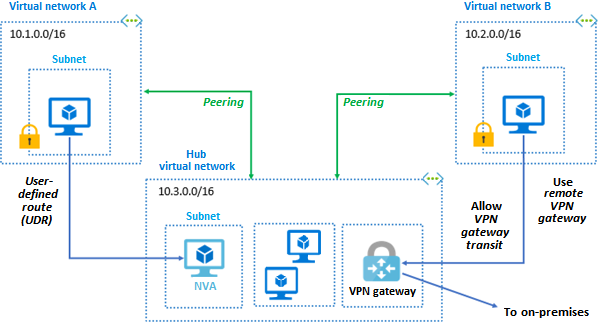 Virtual network A
10.1.0.0/16
Subnet
Virtual network B
10.2.0.0/16
Subnet
Peering
Peering
User-
defined
route
(UDR)
Hub
virtual network
10.3.0.0/16
Subnet
NVA
VPN gateway
Allow
VPN
gateway
transit
Use
remote
VPN
gateway
To on-premises